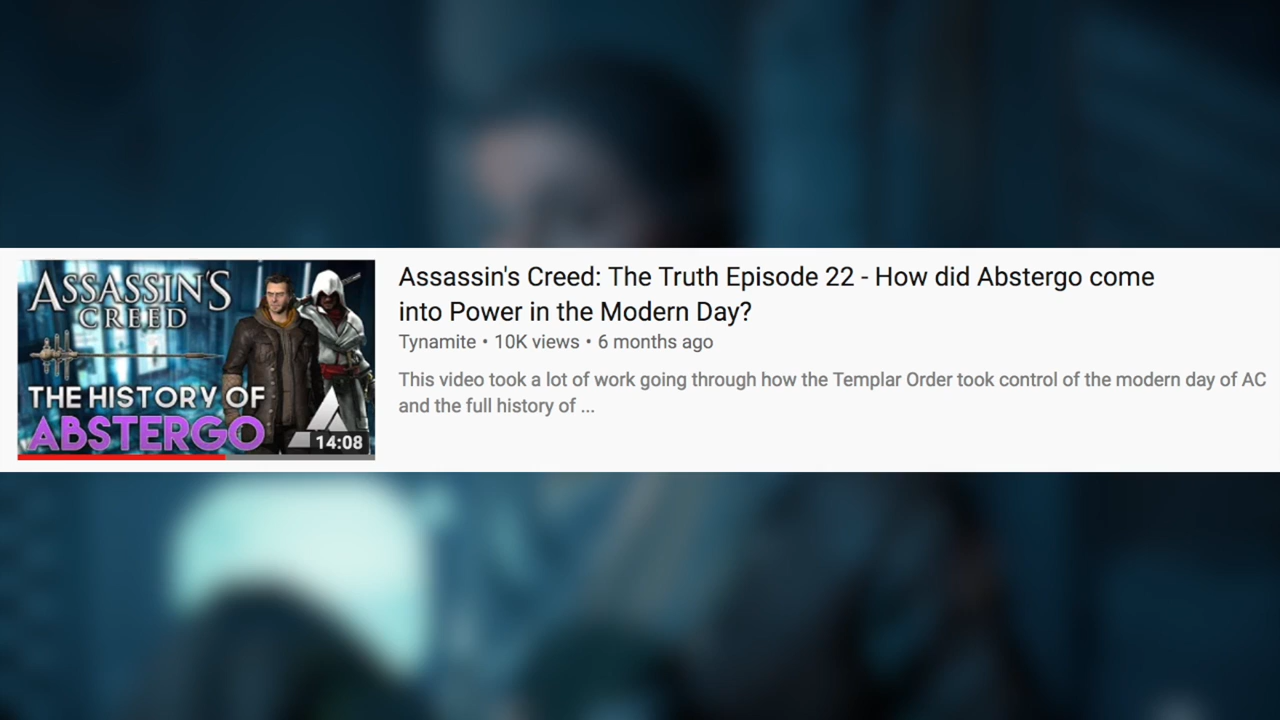 ASSASSIN'S
CREED
THE HISTORY OF
ABSTERGO
14:08
Assassin's Creed: The Truth Episode 22 - How did Abstergo come
into Power in the Modern Day?
Tynamite • 10K views • 6 months ago
This video took a lot of work going through how the Templar Order took control of the modern day of AC
and the full history of ...